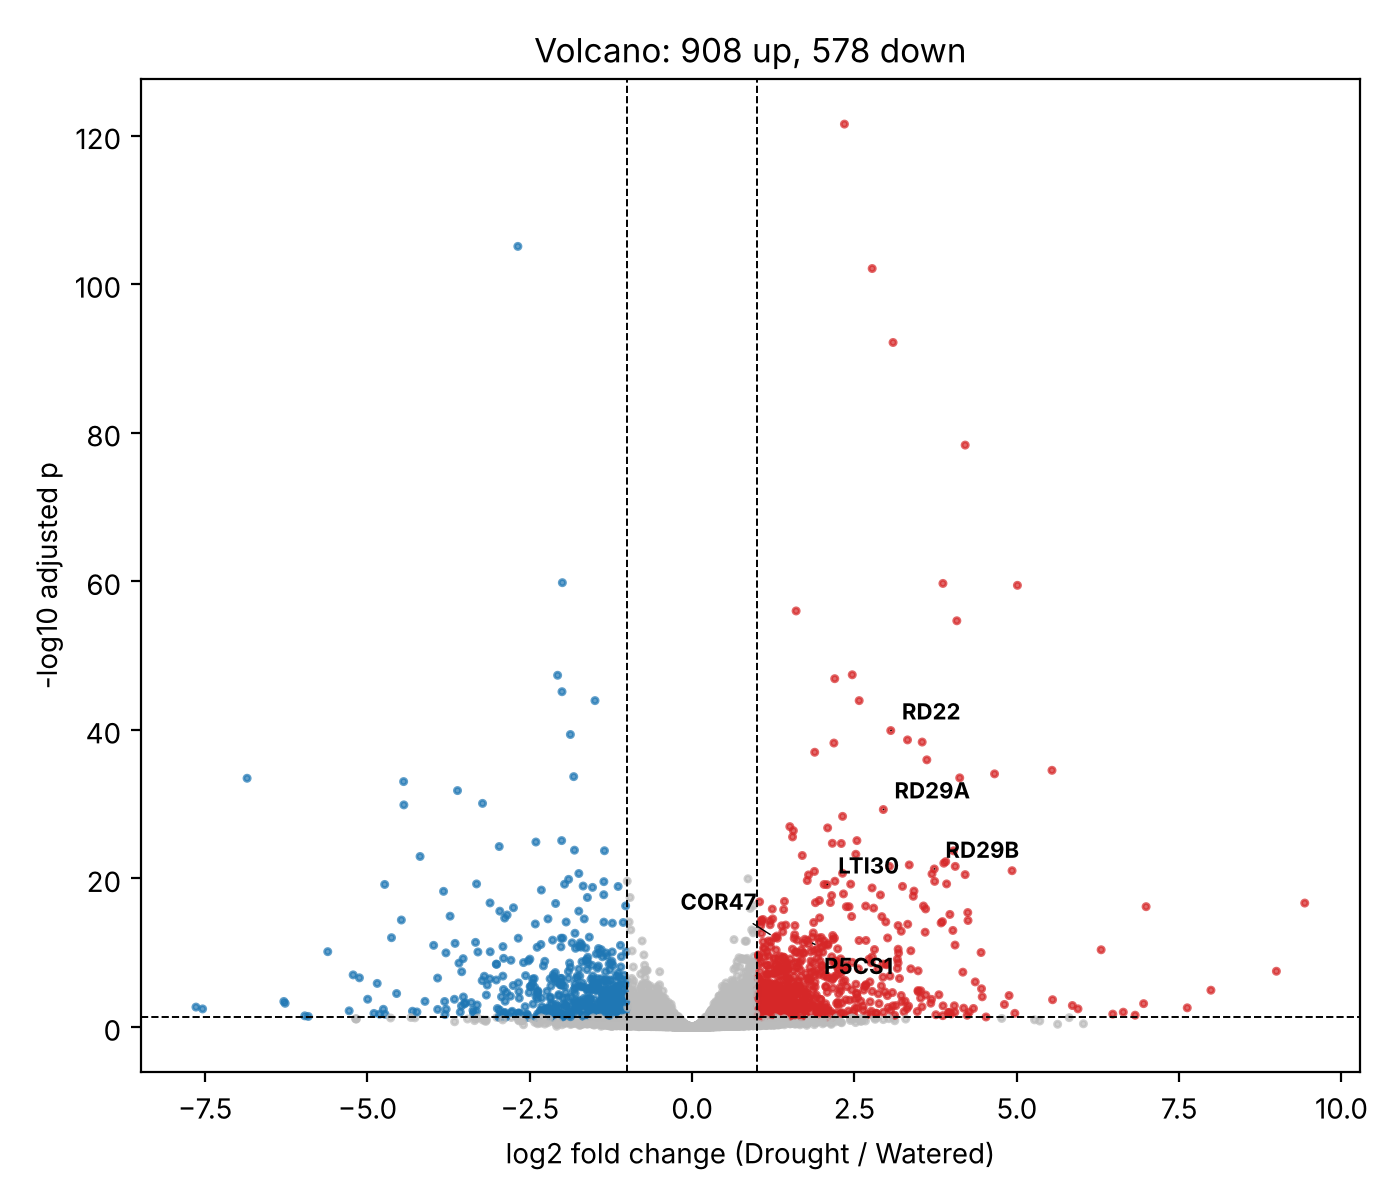 Volcano: 908 up, 578 down
-log10 adjusted p
120
100
80
60
40
20
0
RD22
RD29A
RD29B
LTI30
COR47
P5CS1
−7.5
−5.0
−2.5
0.0
2.5
5.0
7.5
10.0
log2 fold change (Drought / Watered)